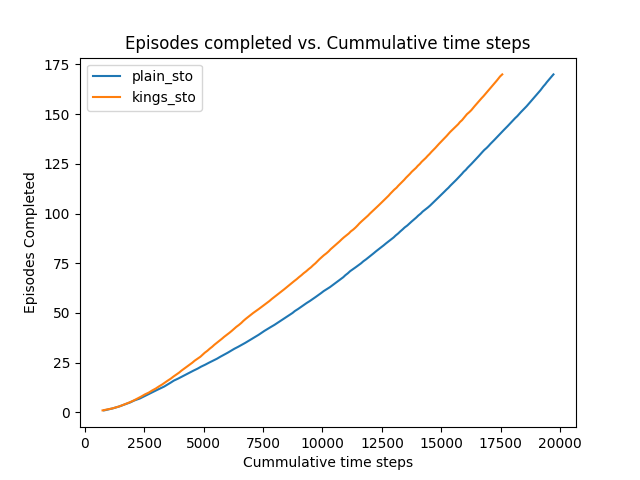 Episodes completed vs. Cummulative time steps
plain_sto
kings_sto
Episodes Completed
175
150
125
100
75
50
25
0
0 2500 5000 7500 10000 12500 15000 17500 20000
Cummulative time steps